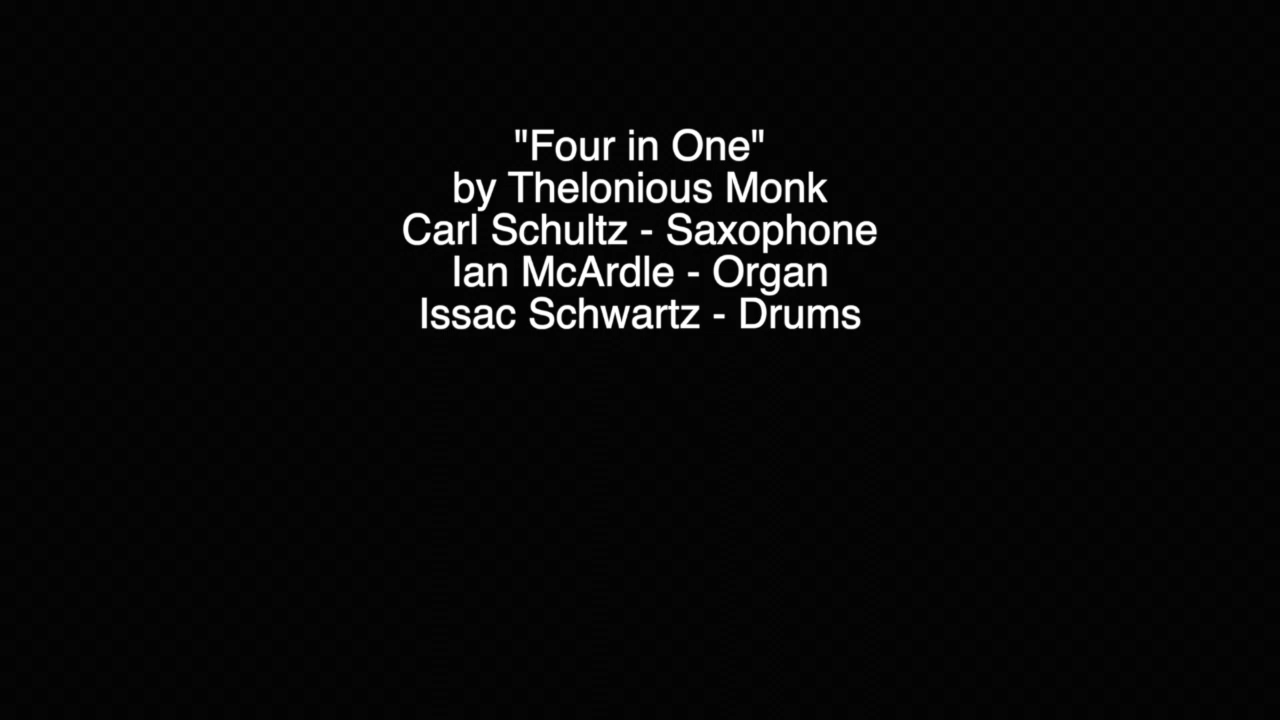 "Four in One"
by Thelonious Monk
Carl Schultz - Saxophone
Ian McArdle - Organ
Issac Schwartz - Drums